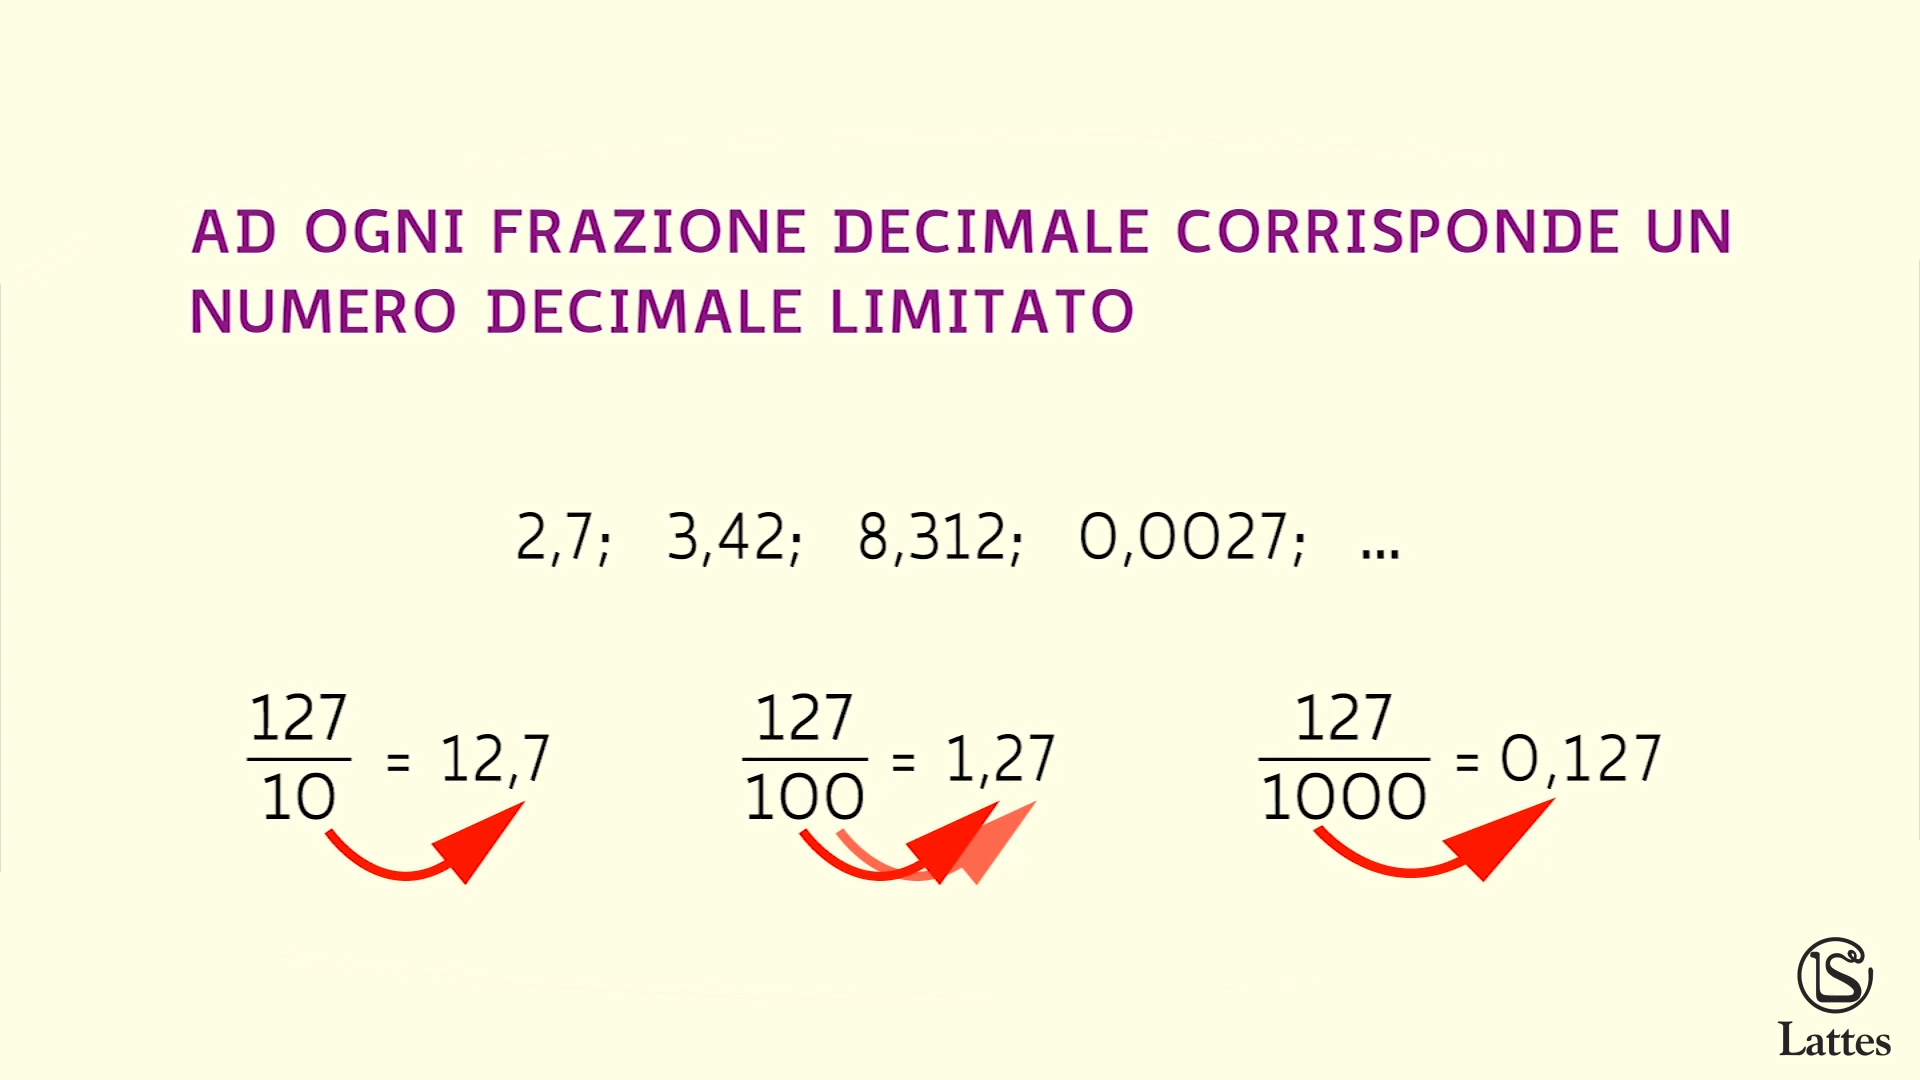 AD OGNI FRAZIONE DECIMALE CORRISPONDE UN
NUMERO DECIMALE LIMITATO
2,7; 3,42; 8,312; 0,0027; ...
127/10 = 12,7 127/100 = 1,27 127/1000 = 0,127
LS
Lattes